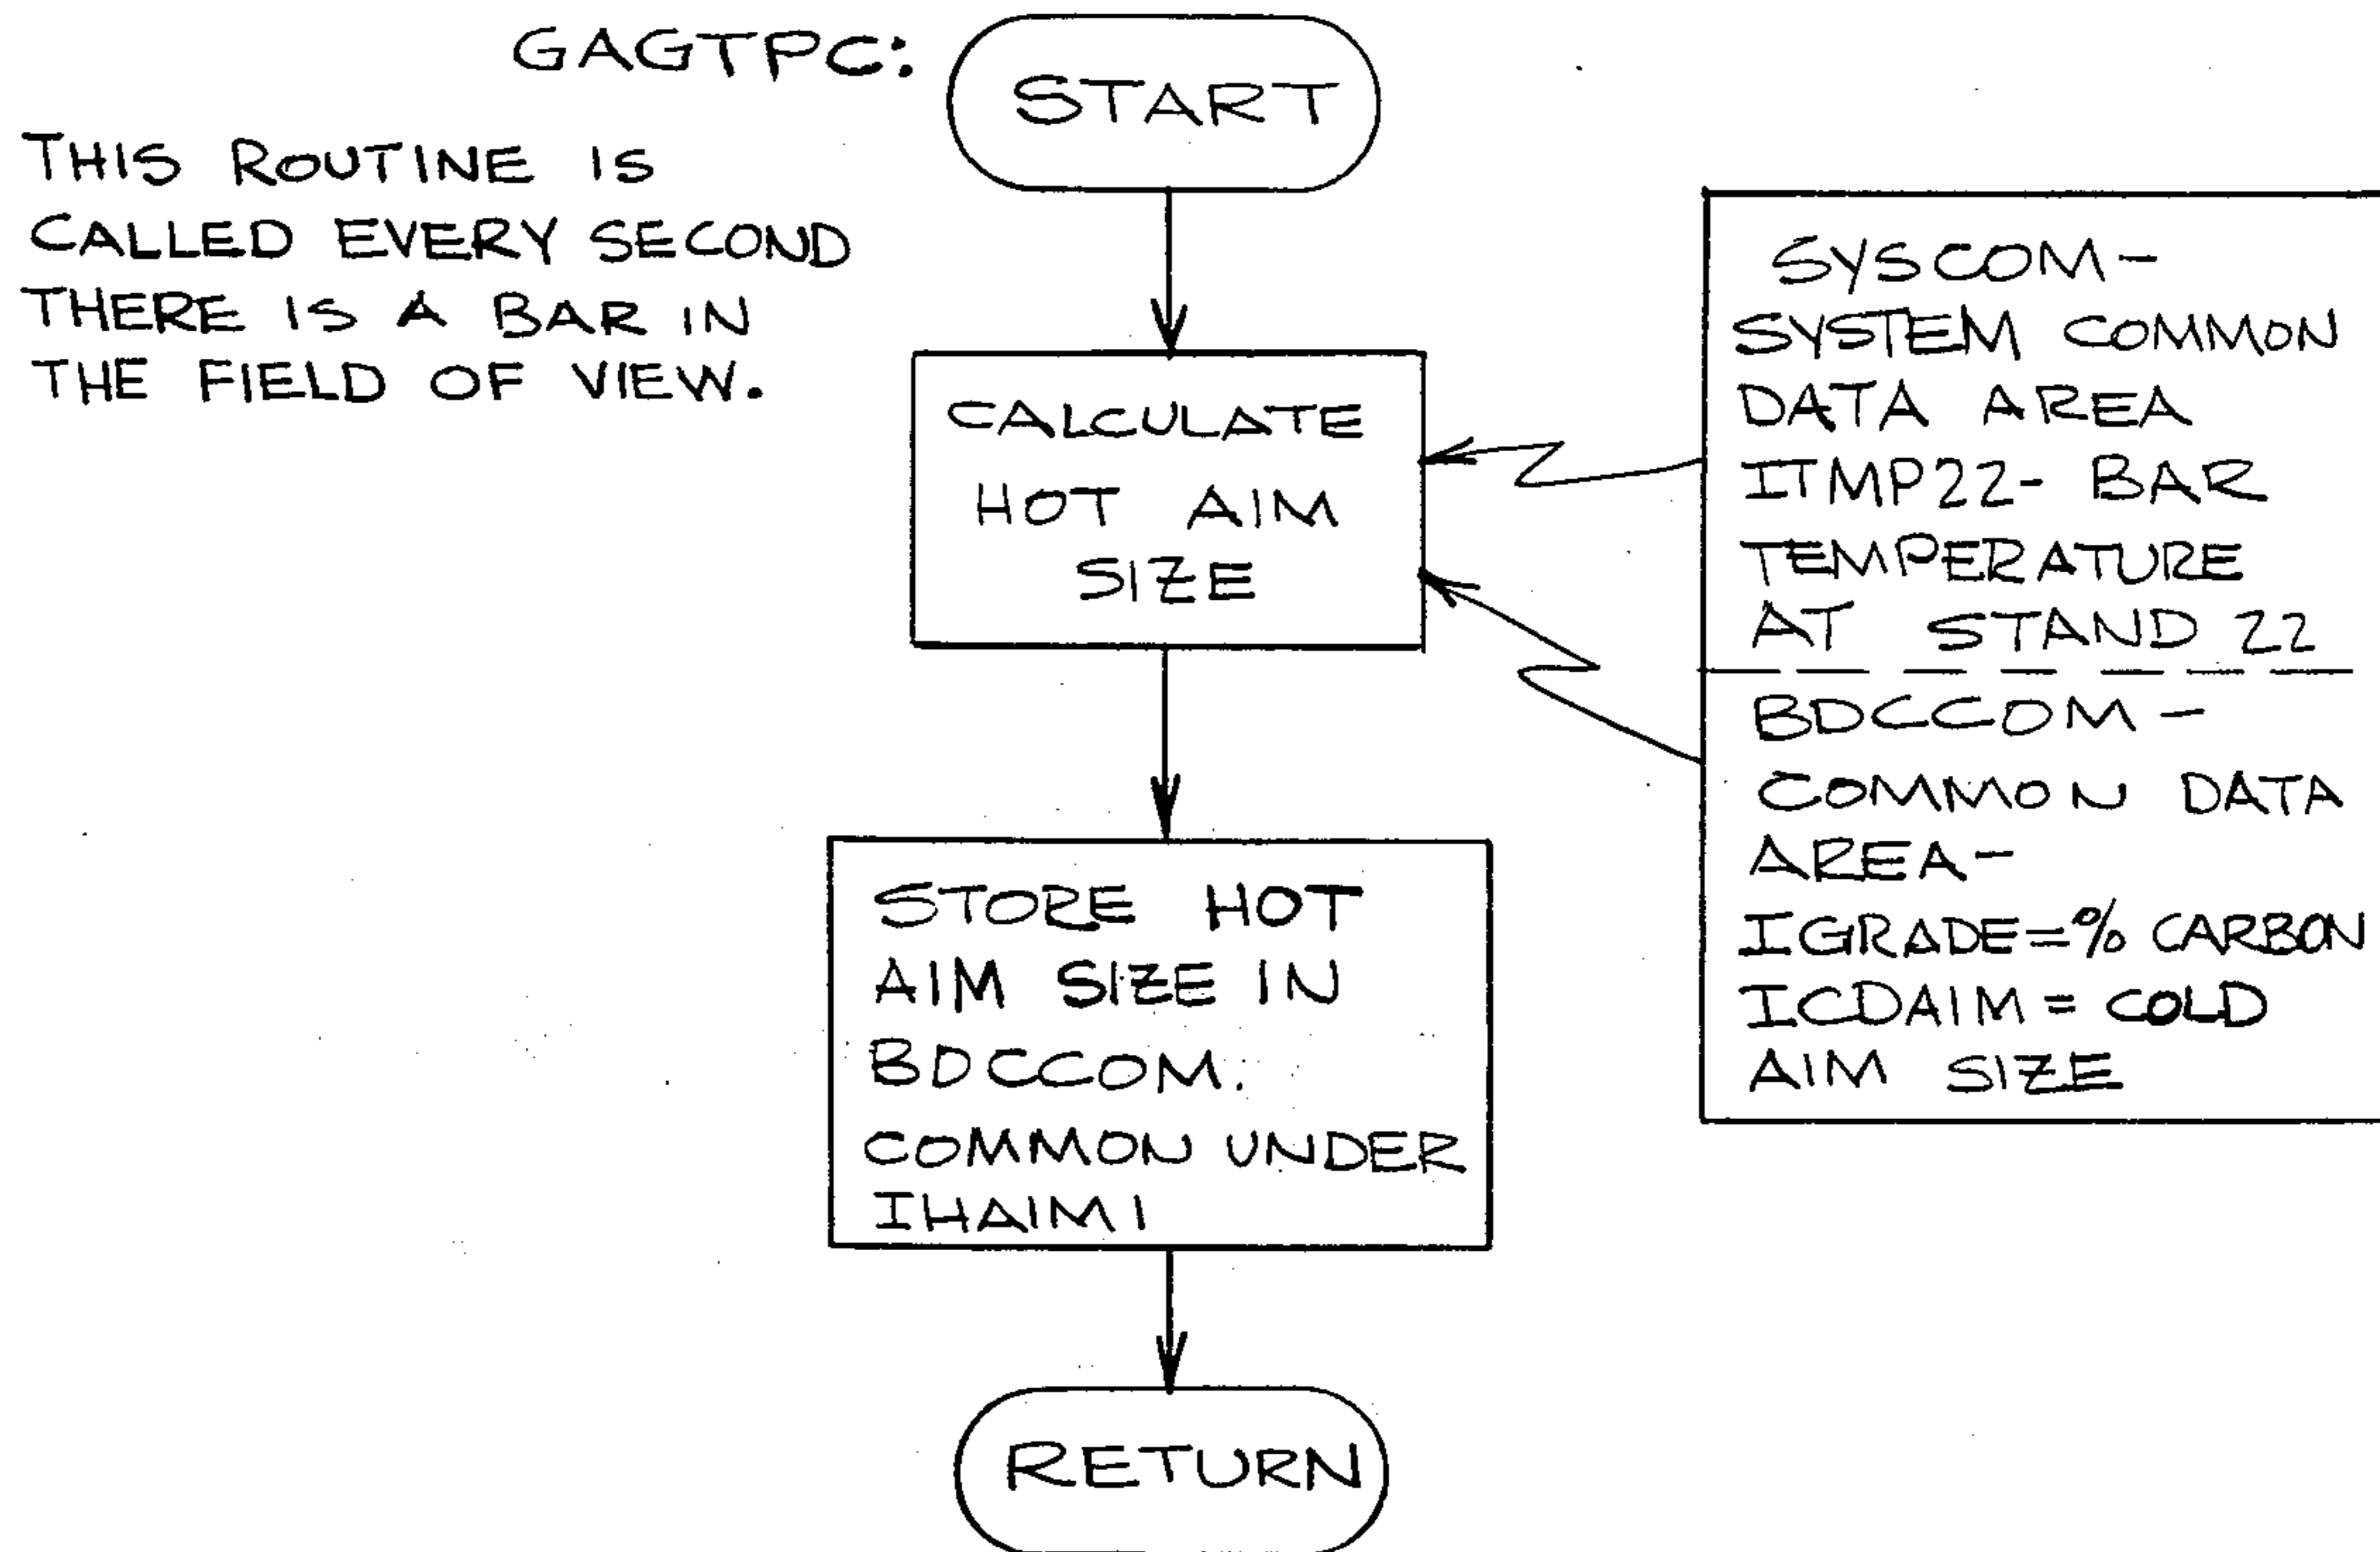 GAGTPC:
START
THIS ROUTINE IS
CALLED EVERY SECOND
THERE IS A BAR IN
THE FIELD OF VIEW.
CALCULATE
HOT AIM
SIZE
SYSCOM-
SYSTEM COMMON
DATA AREA
ITMP22- BAR
TEMPERATURE
AT STAND 22
BDCCOM-
COMMON DATA
AREA-
IGRADE=% CARBON
ICDAIM= COLD
AIM SIZE
STORE HOT
AIM SIZE IN
BDCCOM.
COMMON UNDER
IHAIM1
RETURN